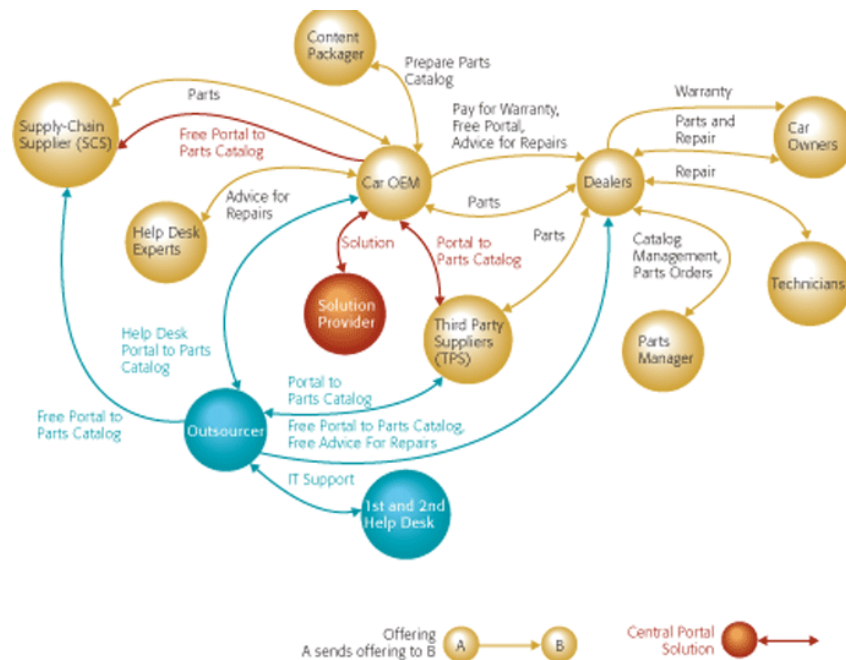 Content
Packager
Prepare Parts
Catalog
Parts
Supply-Chain
Supplier (SCS)
Free Portal to
Parts Catalog
Pay for Warranty,
Free Portal,
Advice for Repairs
Warranty
Parts and
Repair
Car
Owners
Repair
Car OEM
Dealers
Advice for
Repairs
Parts
Help Desk
Experts
Solution
Portal to
Parts Catalog
Parts
Catalog
Management,
Parts Orders
Technicians
Solution
Provider
Third Party
Suppliers
(TPS)
Parts
Manager
Help Desk
Portal to Parts
Catalog
Portal to
Parts Catalog
Free Portal to
Parts Catalog
Outsourcer
Free Portal to Parts Catalog,
Free Advice For Repairs
IT Support
1st and 2nd
Help Desk
Offering
A sends offering to B
A
B
Central Portal
Solution